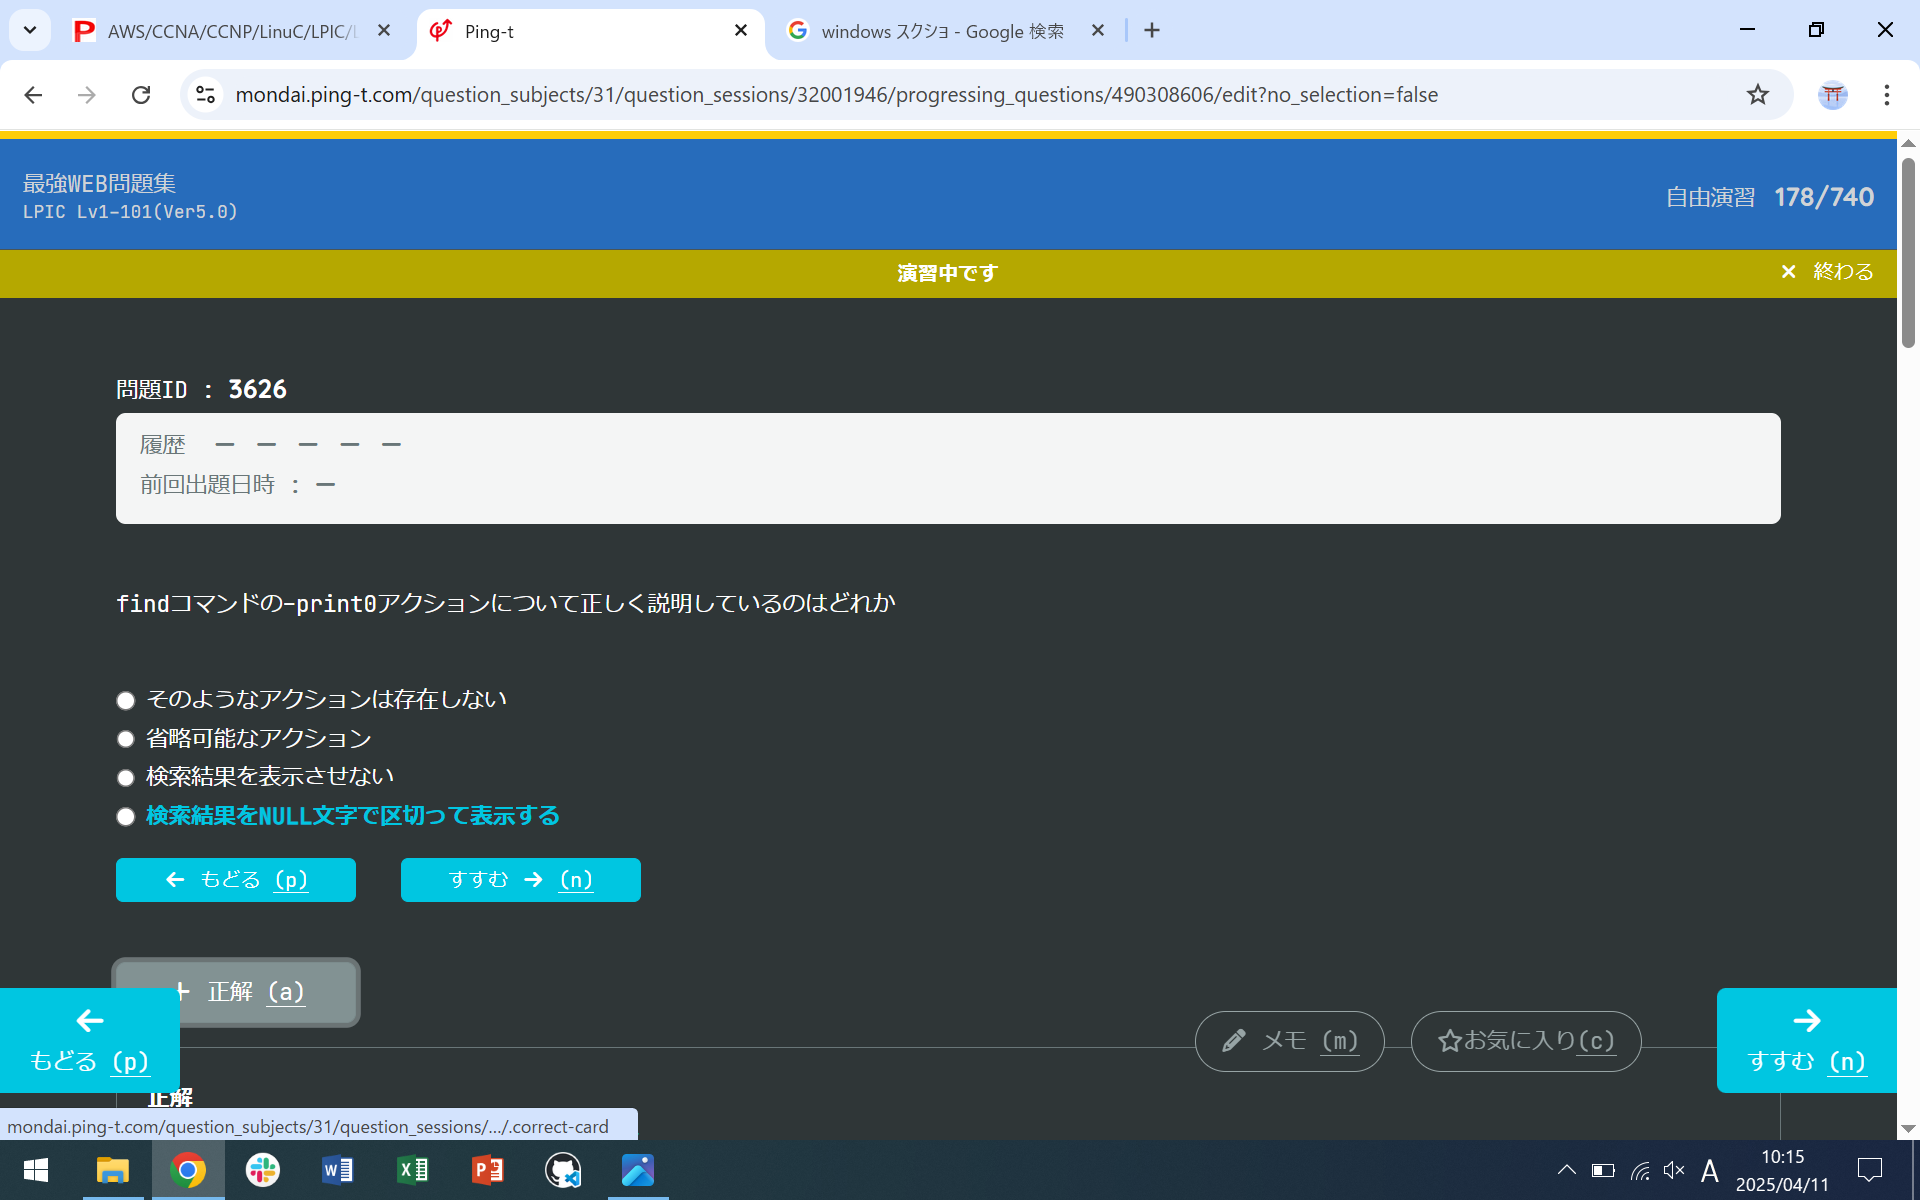 AWS/CCNA/CCNP/LinuC/LPIC/
Ping-t
windows スクショ - Google 検索
mondai.ping-t.com/question_subjects/31/question_sessions/32001946/progressing_questions/490308606/edit?no_selection=false
最強WEB問題集
LPIC Lv1-101(Ver5.0)
自由演習 178/740
演習中です
× 終わる
問題ID : 3626
履歴 ー ー ー ー ー
前回出題日時 : ー
findコマンドの-print0アクションについて正しく説明しているのはどれか
そのようなアクションは存在しない
省略可能なアクション
検索結果を表示させない
検索結果をNULL文字で区切って表示する
← もどる (p)
すすむ → (n)
+ 正解 (a)
メモ (m)
☆お気に入り(c)
← もどる (p)
→ すすむ (n)
正解
mondai.ping-t.com/question_subjects/31/question_sessions/.../.correct-card
A
10:15
2025/04/11